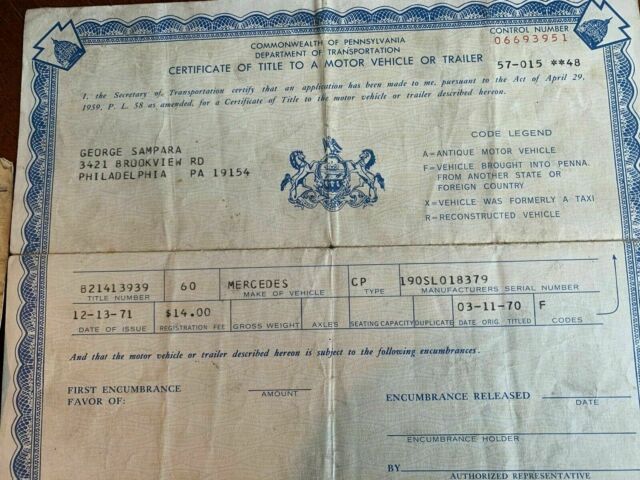 COMMONWEALTH OF PENNSYLVANIA
DEPARTMENT OF TRANSPORTATION
CERTIFICATE OF TITLE TO A MOTOR VEHICLE OR TRAILER
CONTROL NUMBER
06693951
57-015 **48
I, the Secretary of Transportation certify that an application has been made to me, pursuant to the Act of April 29,
1959, P. L. 58 as amended, for a Certificate of Title to the motor vehicle or trailer described hereon.
GEORGE SAMPARA
3421 BROOKVIEW RD
PHILADELPHIA PA 19154
CODE LEGEND
A=ANTIQUE MOTOR VEHICLE
F=VEHICLE BROUGHT INTO PENNA.
FROM ANOTHER STATE OR
FOREIGN COUNTRY
X=VEHICLE WAS FORMERLY A TAXI
R=RECONSTRUCTED VEHICLE
821413939 60 MERCEDES CP 190SL018379
TITLE NUMBER MAKE OF VEHICLE TYPE MANUFACTURERS SERIAL NUMBER
12-13-71 $14.00 03-11-70 F
DATE OF ISSUE REGISTRATION FEE GROSS WEIGHT AXLES SEATING CAPACITY DUPLICATE DATE ORIG. TITLED CODES
And that the motor vehicle or trailer described hereon is subject to the following encumbrances.
FIRST ENCUMBRANCE
FAVOR OF:
AMOUNT
ENCUMBRANCE RELEASED
DATE
ENCUMBRANCE HOLDER
BY
AUTHORIZED REPRESENTATIVE